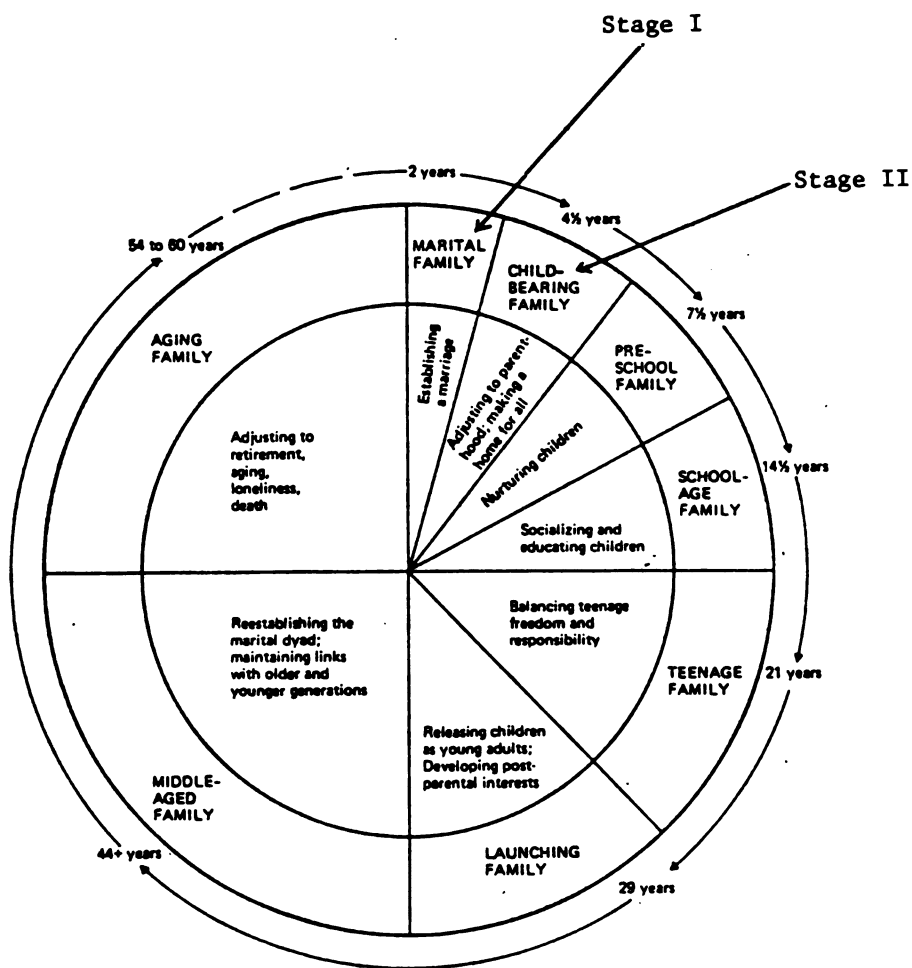 Stage I
Stage II
2 years
4½ years
7½ years
14½ years
21 years
29 years
44+ years
54 to 60 years
MARITAL
FAMILY
Establishing
a marriage
CHILD-
BEARING
FAMILY
Adjusting to parent-
hood; making a
home for all
PRE-
SCHOOL
FAMILY
Nurturing children
SCHOOL-
AGE
FAMILY
Socializing and
educating children
TEENAGE
FAMILY
Balancing teenage
freedom and
responsibility
LAUNCHING
FAMILY
Releasing children
as young adults;
Developing post-
parental interests
MIDDLE-
AGED
FAMILY
Reestablishing the
marital dyad;
maintaining links
with older and
younger generations
AGING
FAMILY
Adjusting to
retirement,
aging,
loneliness,
death